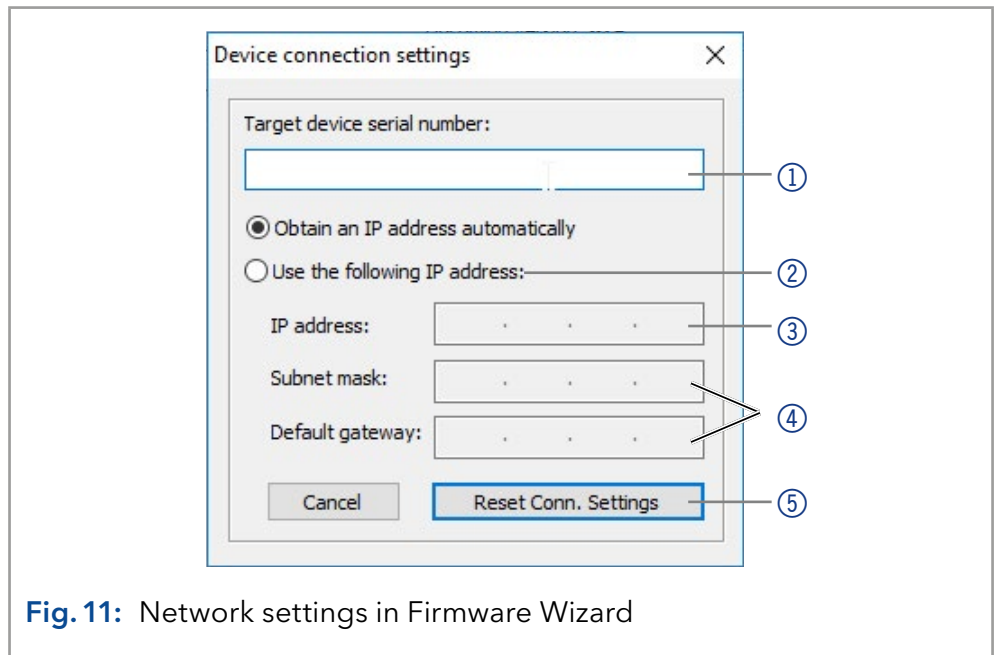 Device connection settings
Target device serial number:
①
Obtain an IP address automatically
Use the following IP address:
②
IP address:
③
Subnet mask:
④
Default gateway:
Cancel
Reset Conn. Settings
⑤
Fig. 11: Network settings in Firmware Wizard